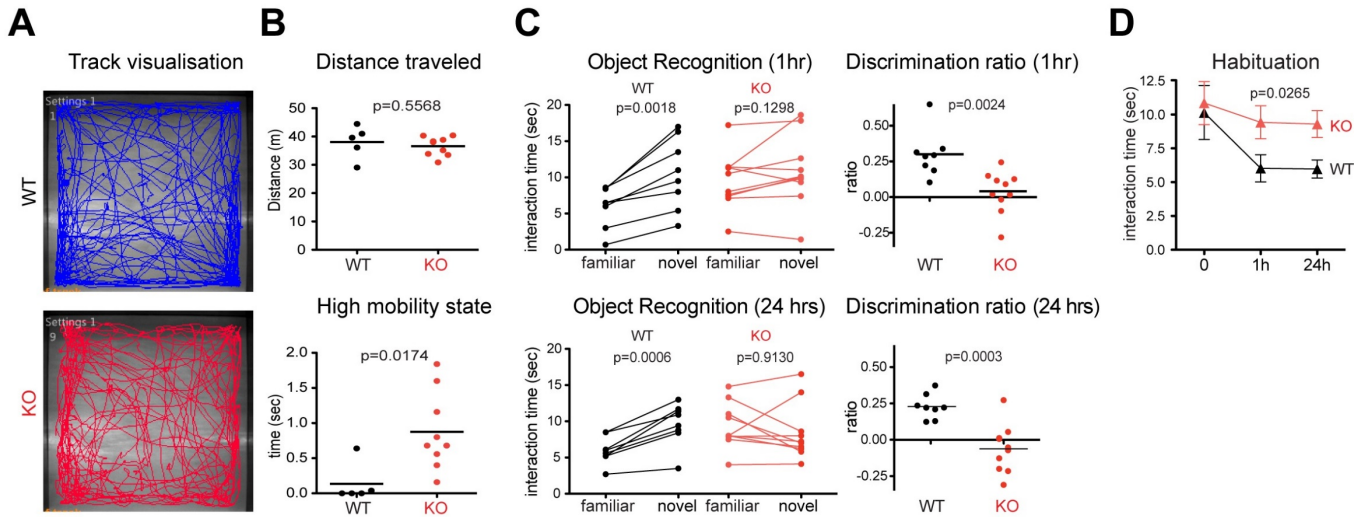 A
Track visualisation
WT
Settings 1
1
KO
Settings 1
9
B
Distance traveled
p=0.5568
Distance (m)
50
40
30
20
10
0
WT
KO
High mobility state
p=0.0174
time (sec)
2.0
1.5
1.0
0.5
0.0
WT
KO
C
Object Recognition (1hr)
WT
KO
p=0.0018
p=0.1298
interaction time (sec)
20
15
10
5
0
familiar
novel
familiar
novel
Discrimination ratio (1hr)
p=0.0024
ratio
0.50
0.25
0.00
-0.25
WT
KO
Object Recognition (24 hrs)
WT
KO
p=0.0006
p=0.9130
interaction time (sec)
20
15
10
5
0
familiar
novel
familiar
novel
Discrimination ratio (24 hrs)
p=0.0003
ratio
0.50
0.25
0.00
-0.25
WT
KO
D
Habituation
p=0.0265
interaction time (sec)
12.5
10.0
7.5
5.0
2.5
0.0
KO
WT
0
1h
24h